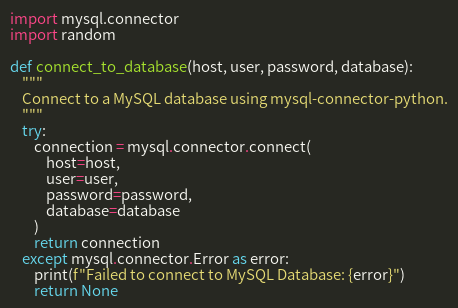 import mysql.connector
import random

def connect_to_database(host, user, password, database):
    """
    Connect to a MySQL database using mysql-connector-python.
    """
    try:
        connection = mysql.connector.connect(
            host=host,
            user=user,
            password=password,
            database=database
        )
        return connection
    except mysql.connector.Error as error:
        print(f"Failed to connect to MySQL Database: {error}")
        return None